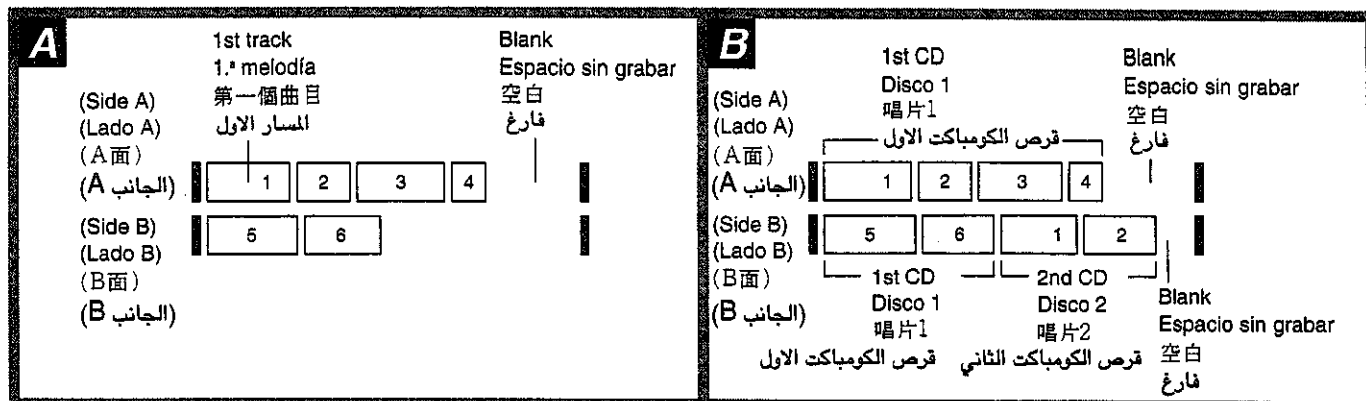 A
1st track
1.ª melodía
第一個曲目
المسار الاول
Blank
Espacio sin grabar
空白
فارغ
(Side A)
(Lado A)
(A面)
(الجانب A)
1 2 3 4
(Side B)
(Lado B)
(B面)
(الجانب B)
5 6
B
1st CD
Disco 1
唱片1
قرص الكومباكت الاول
Blank
Espacio sin grabar
空白
فارغ
(Side A)
(Lado A)
(A面)
(الجانب A)
1 2 3 4
(Side B)
(Lado B)
(B面)
(الجانب B)
5 6 1 2
1st CD
Disco 1
唱片1
قرص الكومباكت الاول
2nd CD
Disco 2
唱片2
قرص الكومباكت الثاني
Blank
Espacio sin grabar
空白
فارغ